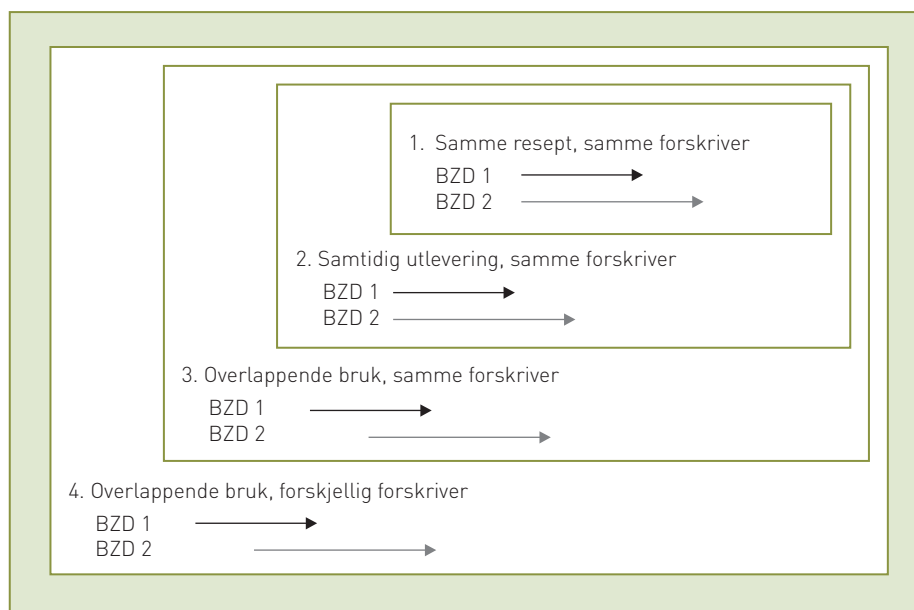 1. Samme resept, samme forskriver
BZD 1
BZD 2
2. Samtidig utlevering, samme forskriver
BZD 1
BZD 2
3. Overlappende bruk, samme forskriver
BZD 1
BZD 2
4. Overlappende bruk, forskjellig forskriver
BZD 1
BZD 2